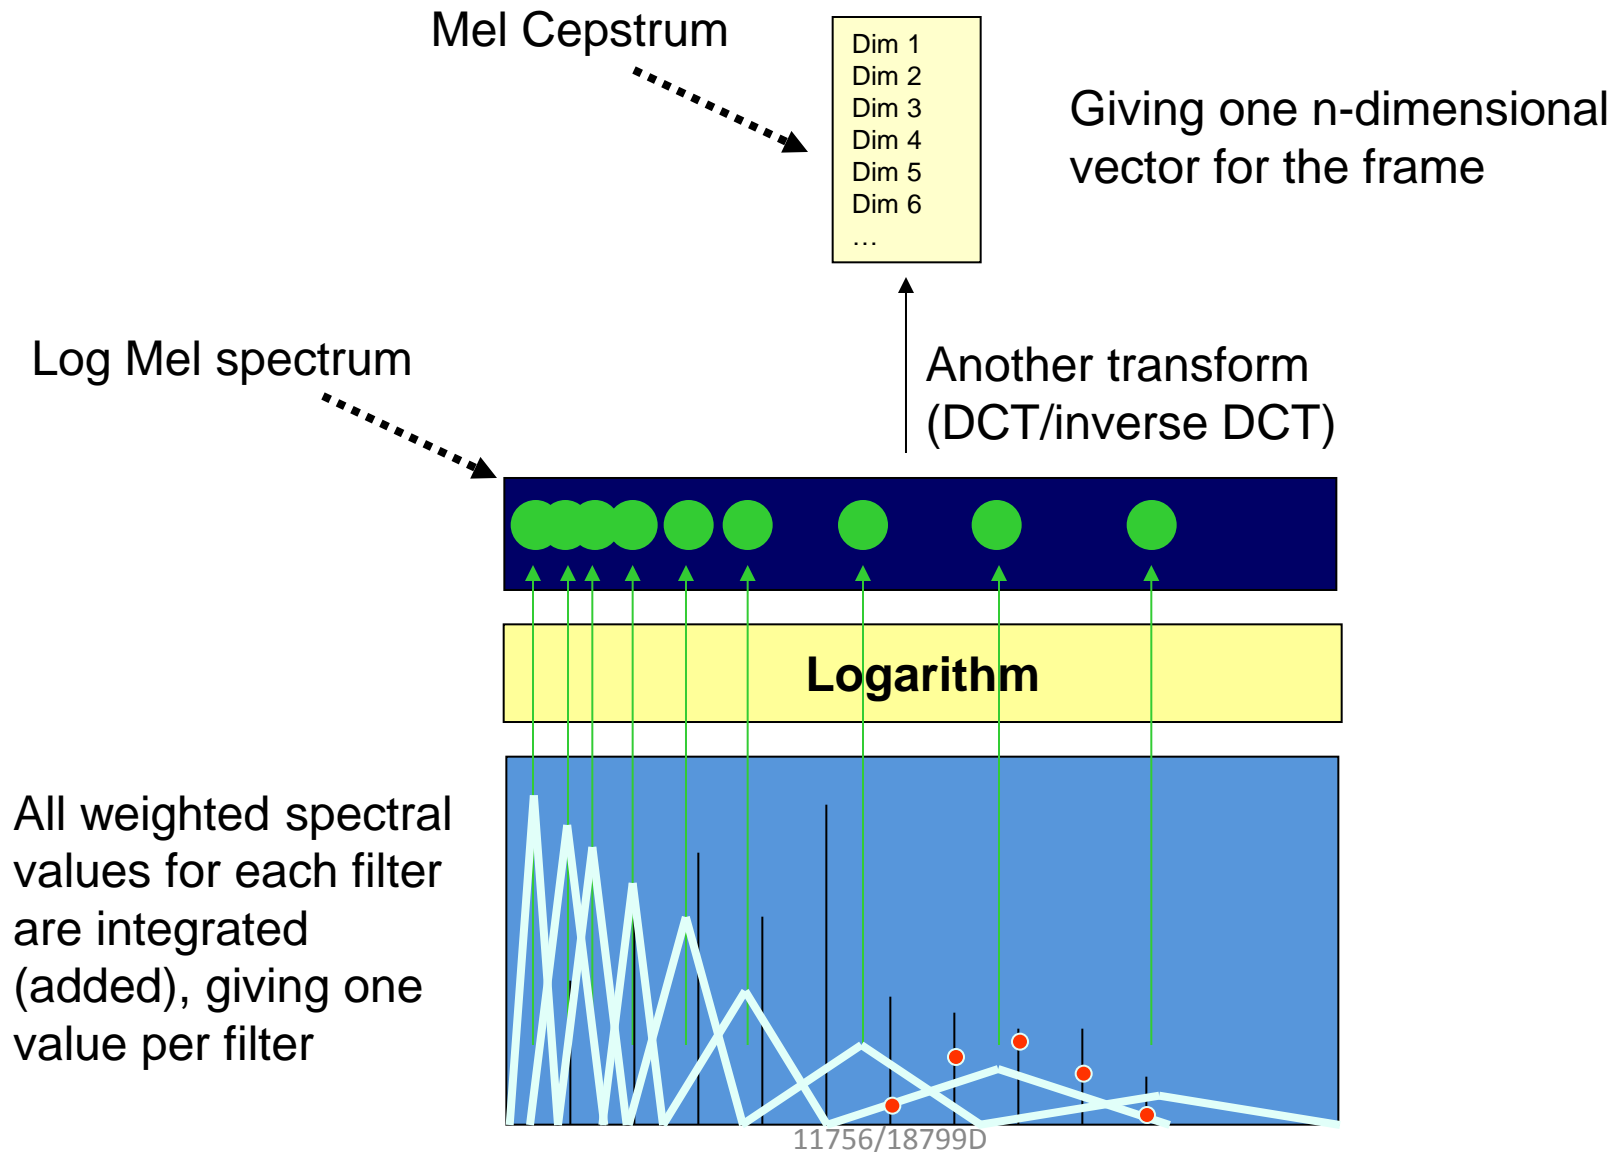 Mel Cepstrum
Dim 1
Dim 2
Dim 3
Dim 4
Dim 5
Dim 6
…
Giving one n-dimensional
vector for the frame
Log Mel spectrum
Another transform
(DCT/inverse DCT)
Logarithm
All weighted spectral
values for each filter
are integrated
(added), giving one
value per filter
11756/18799D